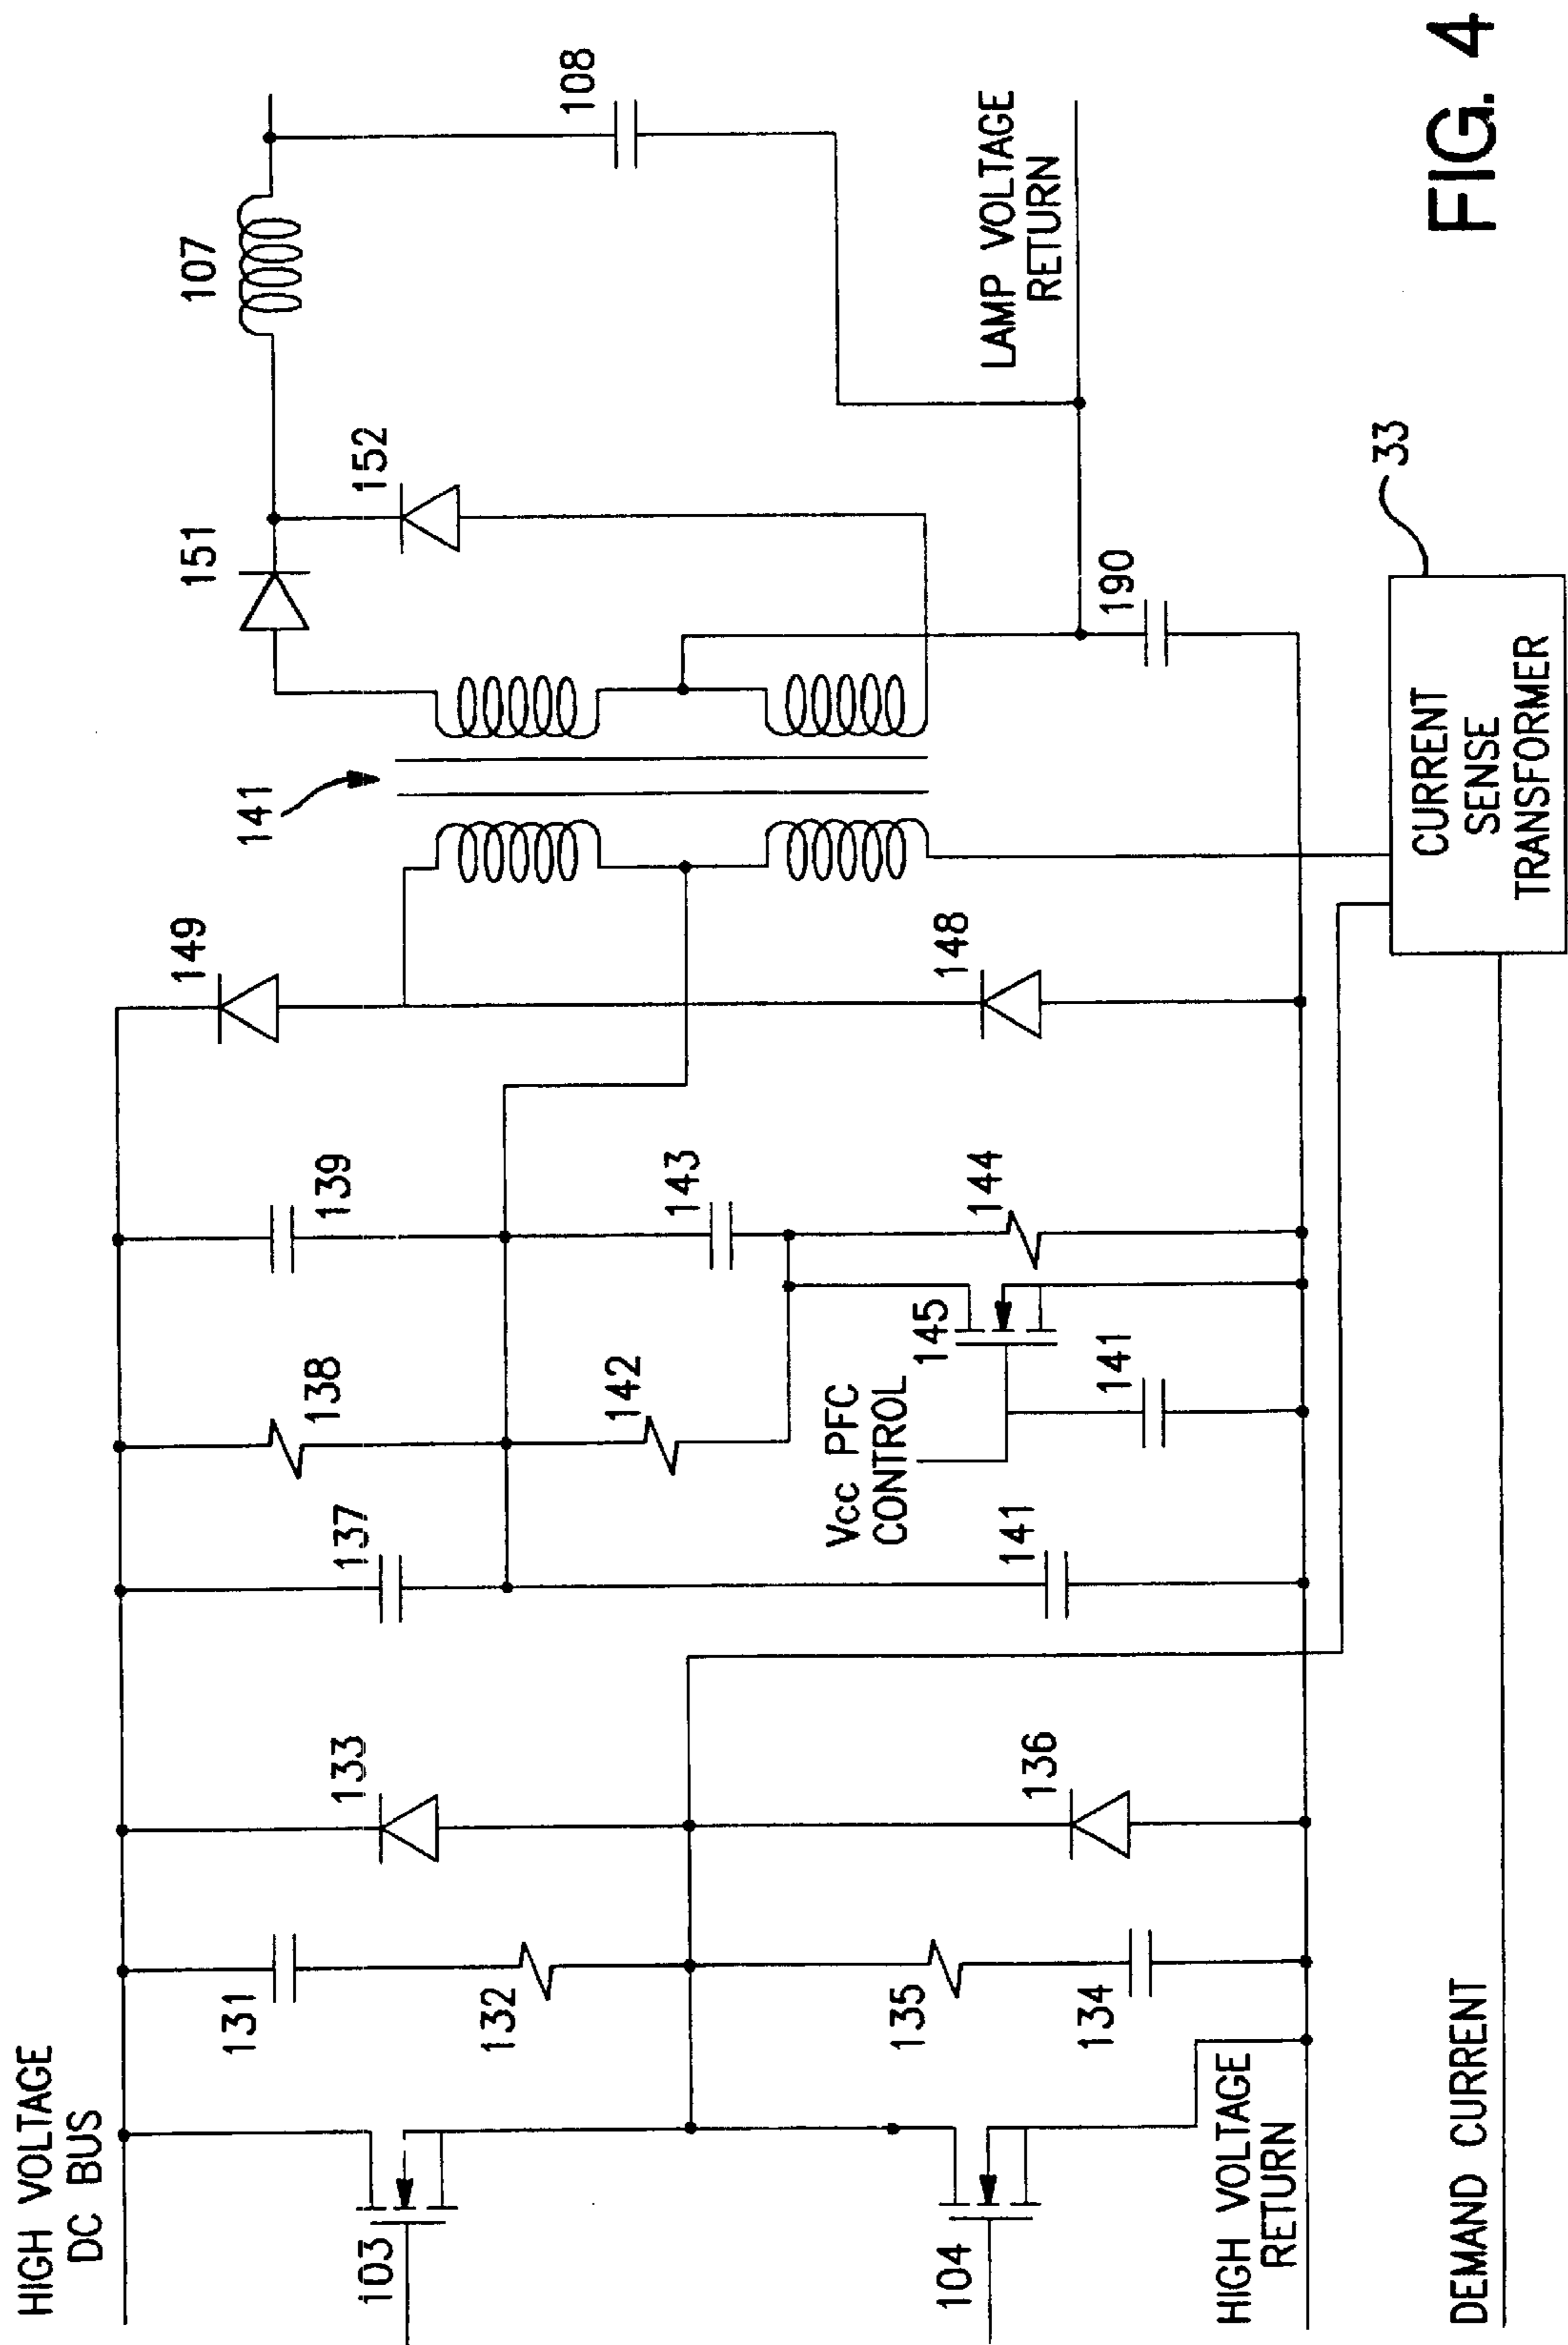 HIGH VOLTAGE
DC BUS
103
104
HIGH VOLTAGE
RETURN
DEMAND CURRENT
131
132
135
134
133
136
137
141
138
142
Vcc PFC
CONTROL
145
141
139
143
144
149
148
141
CURRENT
SENSE
TRANSFORMER
33
151
152
190
107
108
LAMP VOLTAGE
RETURN
FIG. 4